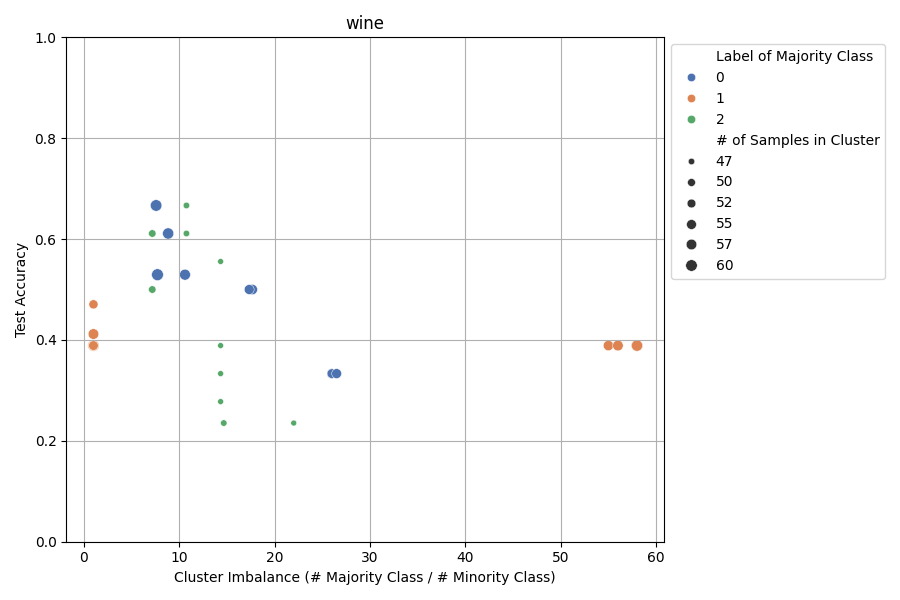 wine
1.0
0.8
0.6
0.4
0.2
0.0
Test Accuracy
0 10 20 30 40 50 60
Cluster Imbalance (# Majority Class / # Minority Class)
Label of Majority Class
0
1
2
# of Samples in Cluster
47
50
52
55
57
60